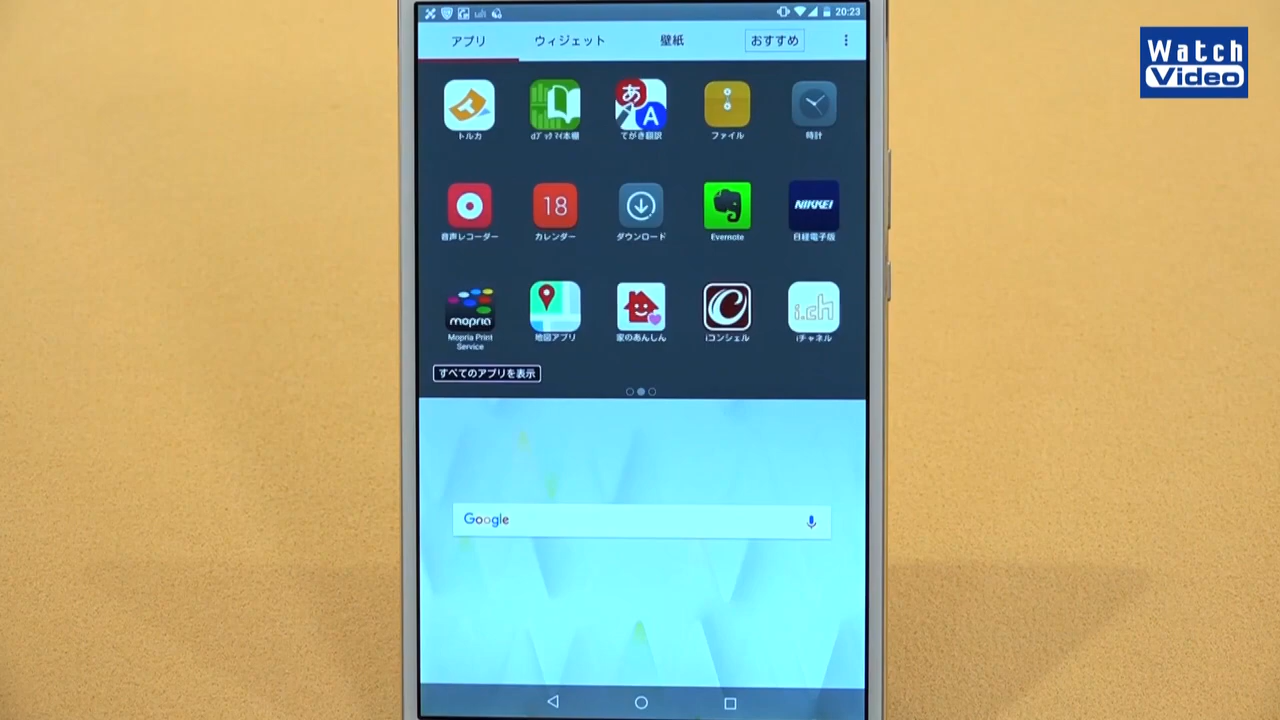 20:23
アプリ ウィジェット 壁紙 おすすめ
Watch
Video
あ
A
トルカ dブックマイ本棚 てがき翻訳 ファイル 時計
18
NIKKEI
音声レコーダー カレンダー ダウンロード Evernote 日経電子版
mopria
i.ch
Mopria Print
Service
地図アプリ 家のあんしん iコンシェル iチャネル
すべてのアプリを表示
Google